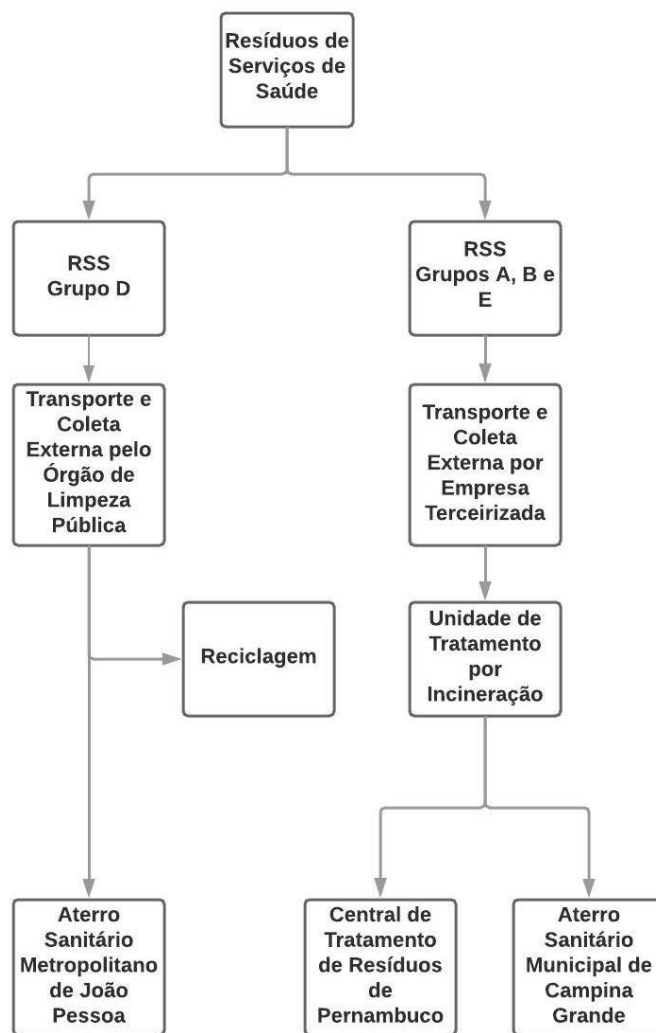 Resíduos de
Serviços de
Saúde
RSS
Grupo D
RSS
Grupos A, B e
E
Transporte e
Coleta
Externa pelo
Órgão de
Limpeza
Pública
Transporte e
Coleta
Externa por
Empresa
Terceirizada
Reciclagem
Unidade de
Tratamento
por
Incineração
Aterro
Sanitário
Metropolitano
de João
Pessoa
Central de
Tratamento
de Resíduos
de
Pernambuco
Aterro
Sanitário
Municipal de
Campina
Grande